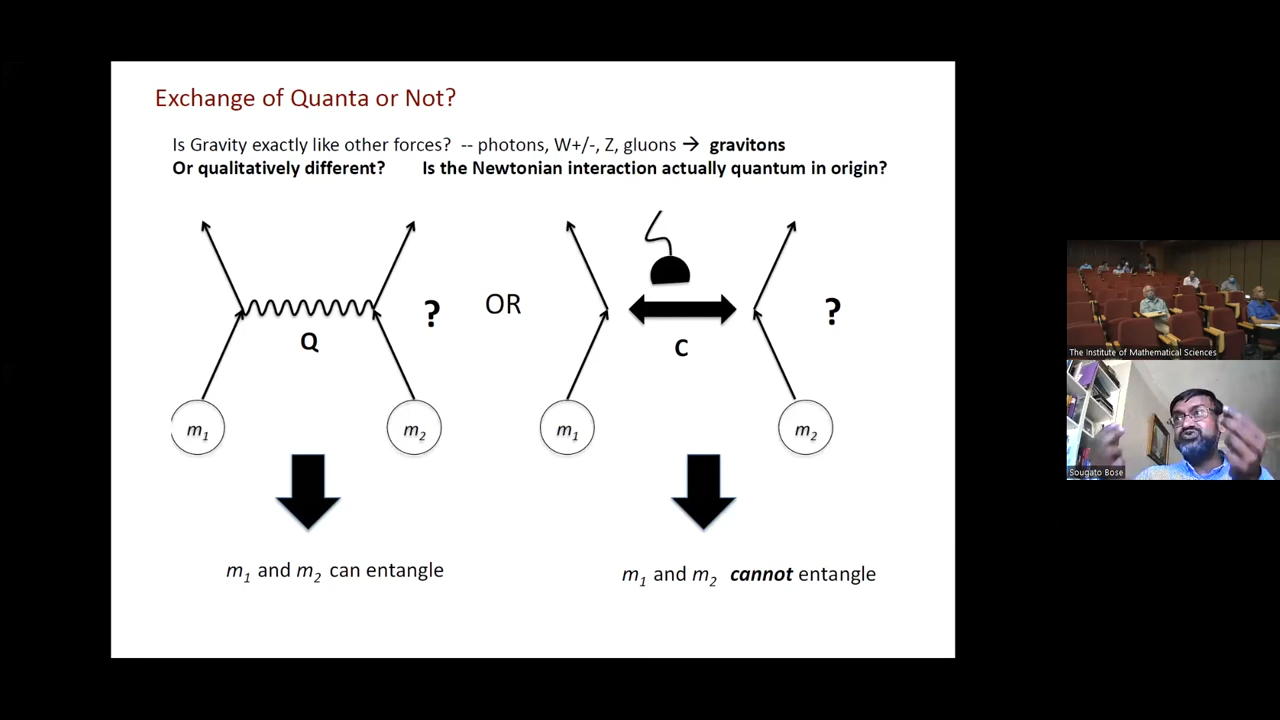 Exchange of Quanta or Not?
Is Gravity exactly like other forces? -- photons, W+/-, Z, gluons → gravitons
Or qualitatively different? Is the Newtonian interaction actually quantum in origin?
? OR ?
Q C
m1 m2 m1 m2
m1 and m2 can entangle
m1 and m2 cannot entangle
The Institute of Mathematical Sciences
Sougato Bose